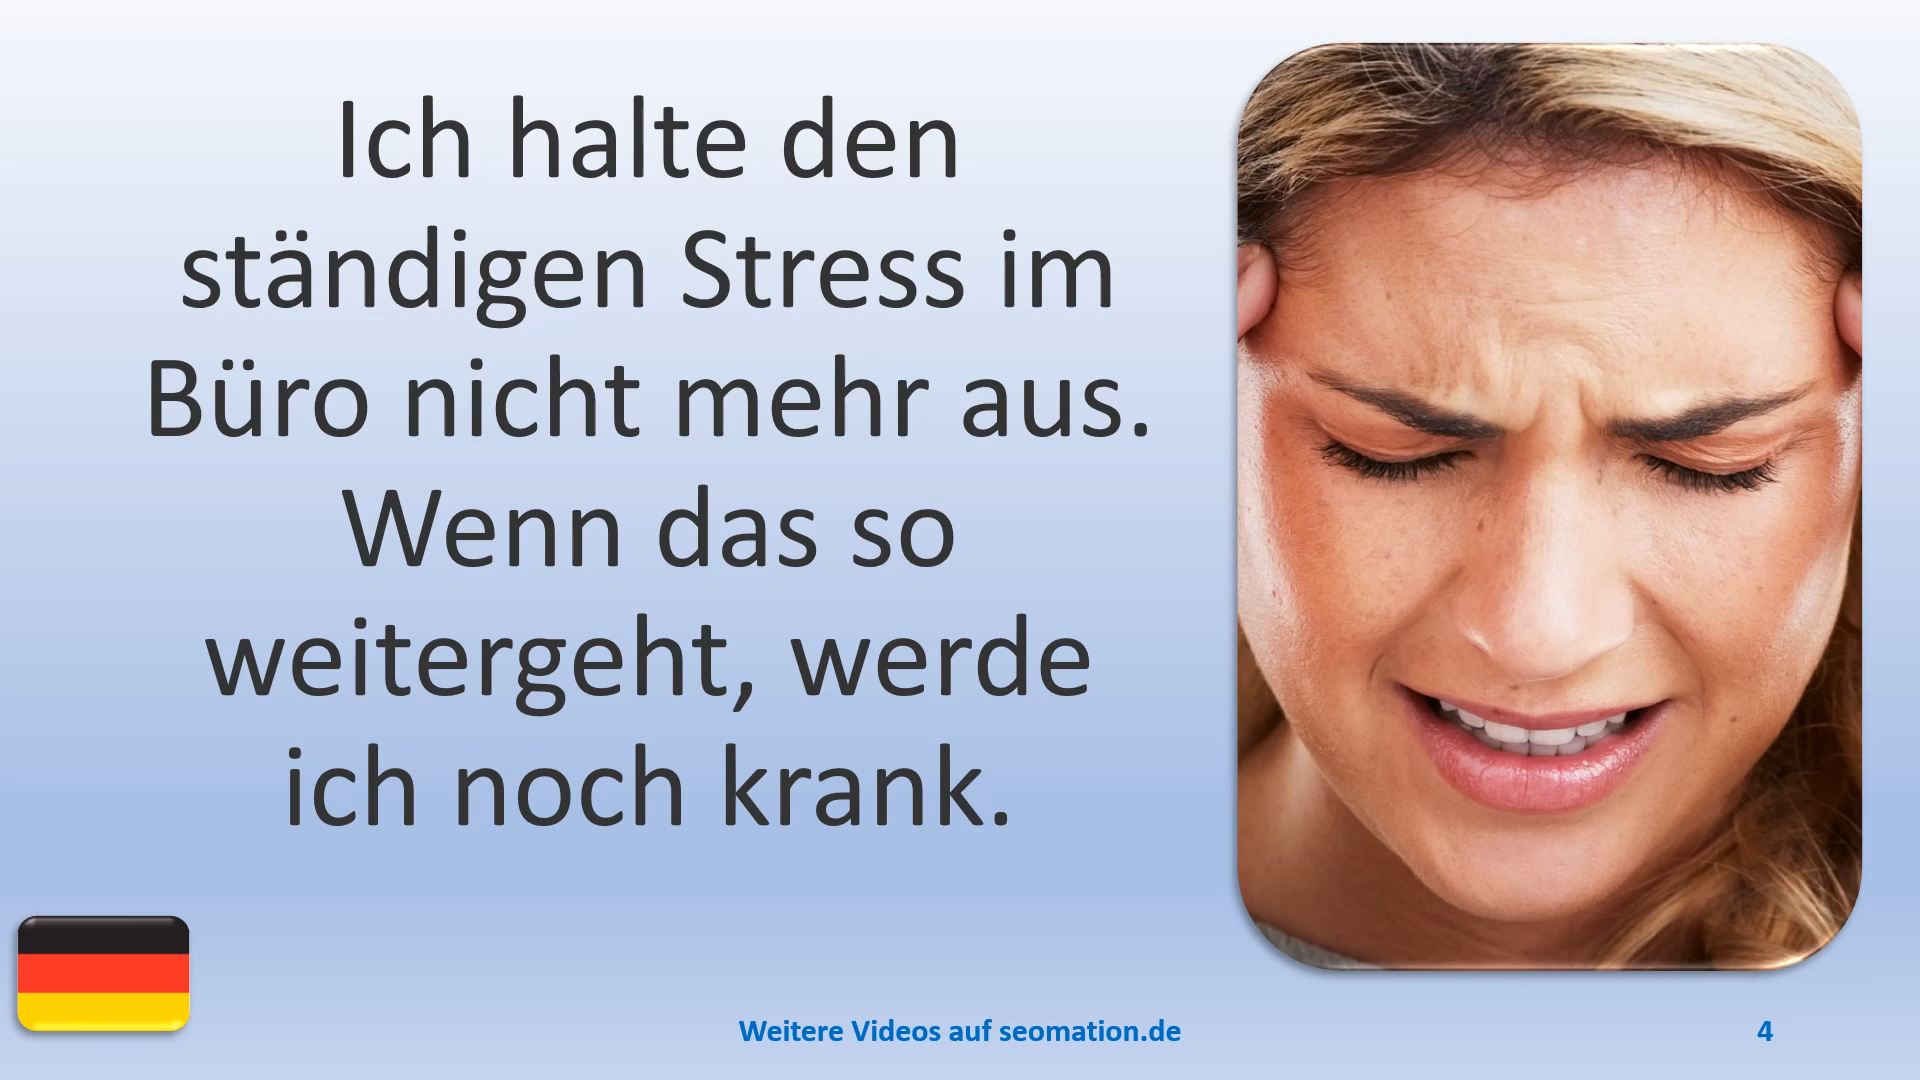 Ich halte den
ständigen Stress im
Büro nicht mehr aus.
Wenn das so
weitergeht, werde
ich noch krank.
Weitere Videos auf seomation.de
4